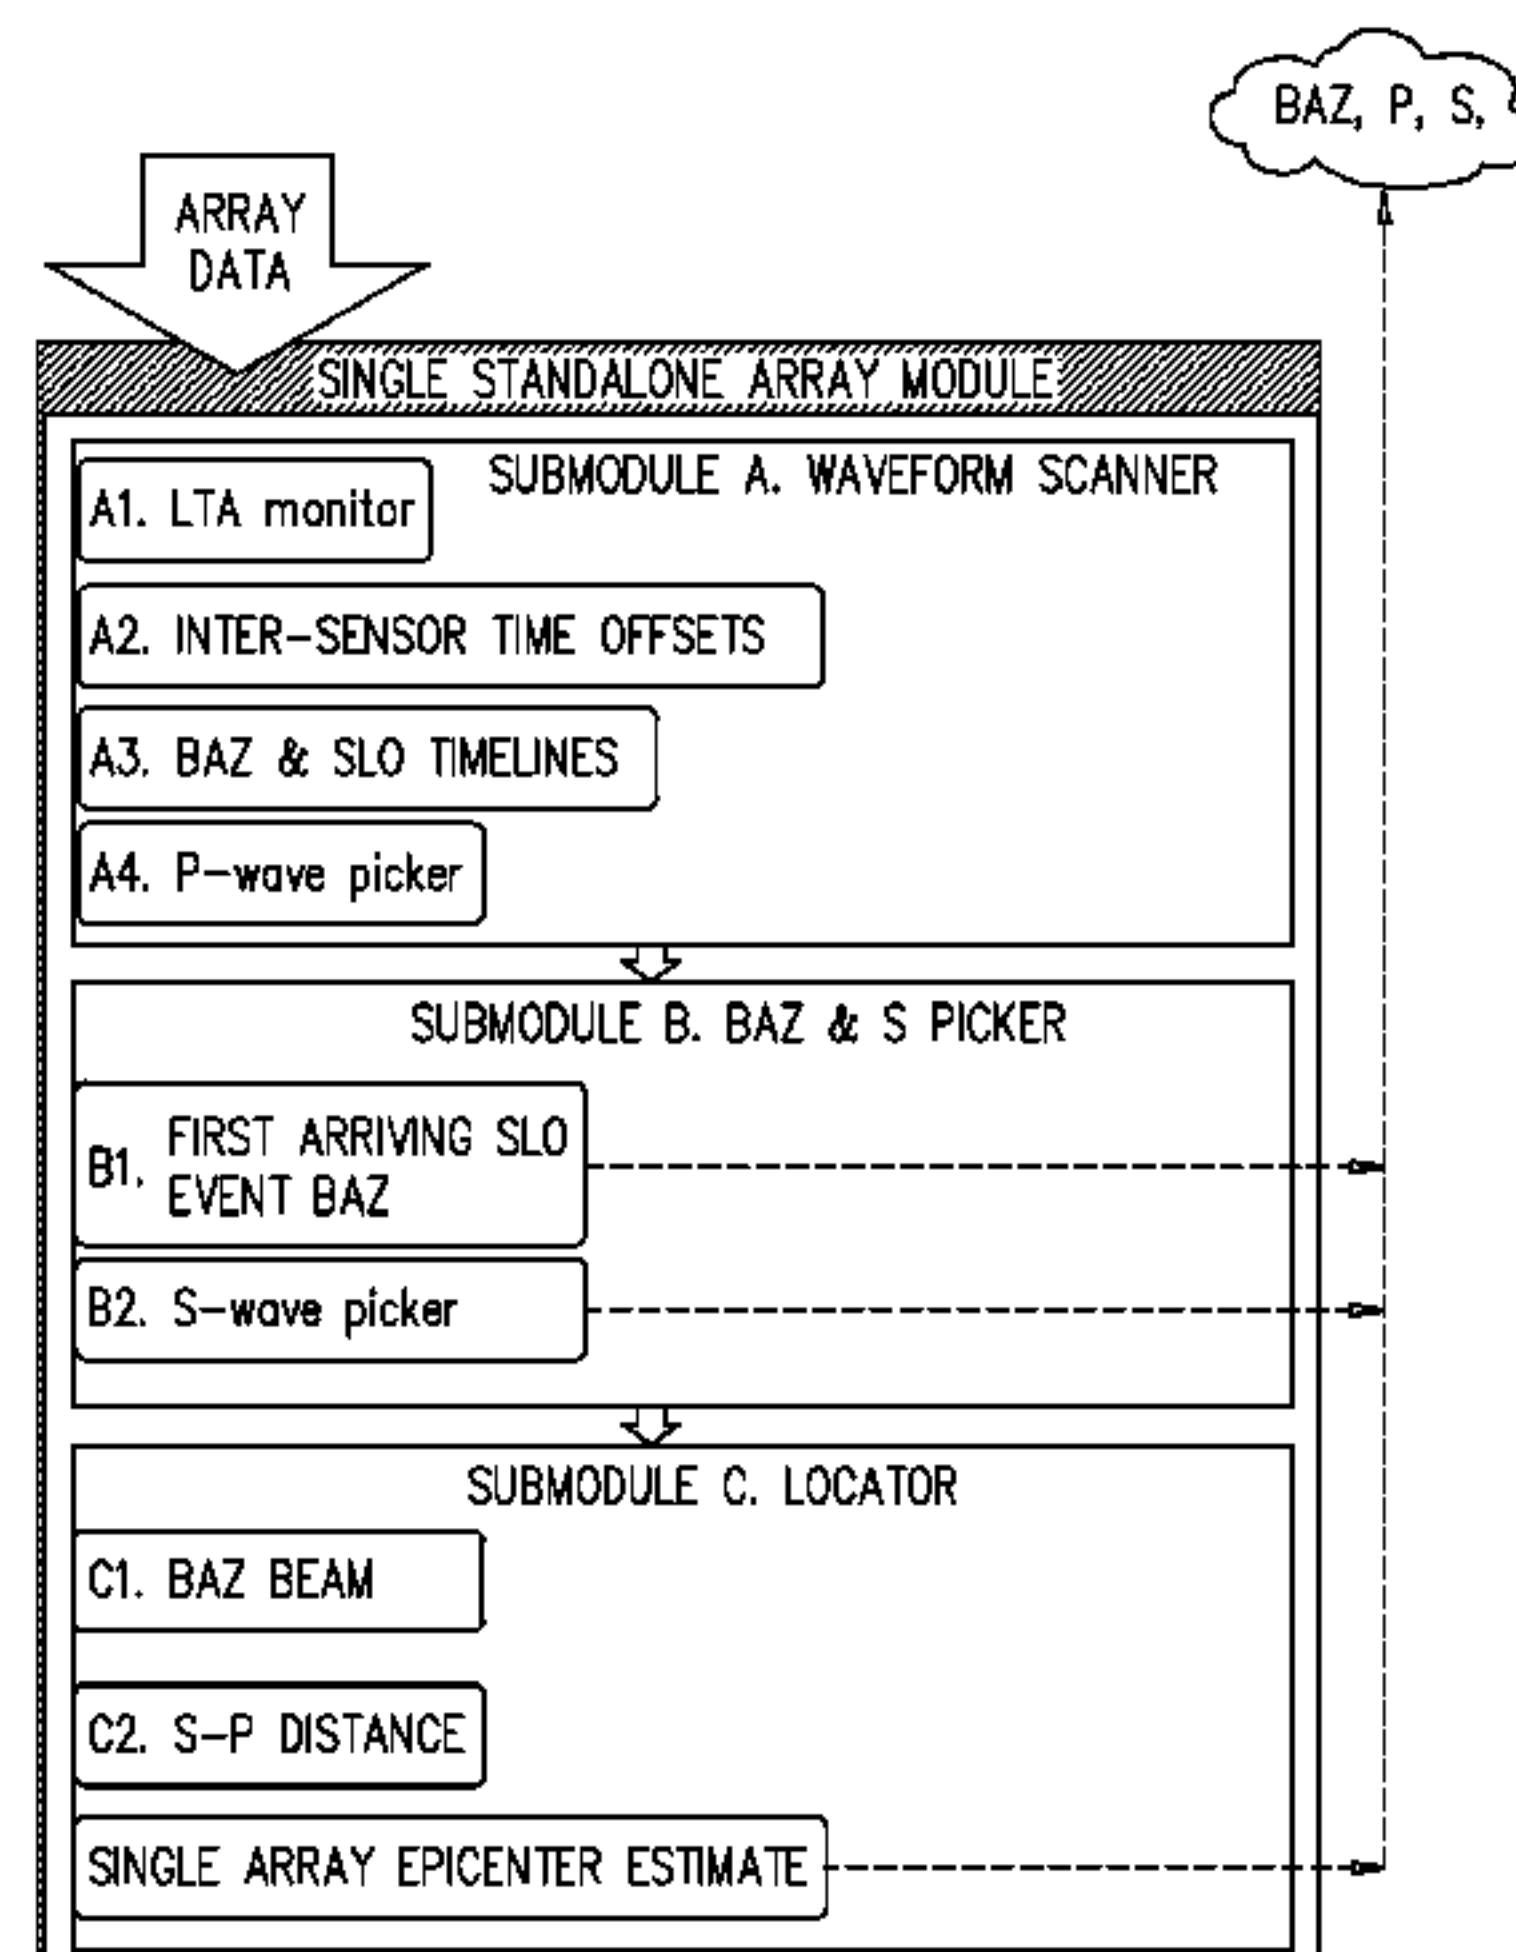 BAZ, P, S,
ARRAY
DATA
SINGLE STANDALONE ARRAY MODULE
SUBMODULE A. WAVEFORM SCANNER
A1. LTA monitor
A2. INTER-SENSOR TIME OFFSETS
A3. BAZ & SLO TIMELINES
A4. P-wave picker
SUBMODULE B. BAZ & S PICKER
B1. FIRST ARRIVING SLO
EVENT BAZ
B2. S-wave picker
SUBMODULE C. LOCATOR
C1. BAZ BEAM
C2. S-P DISTANCE
SINGLE ARRAY EPICENTER ESTIMATE